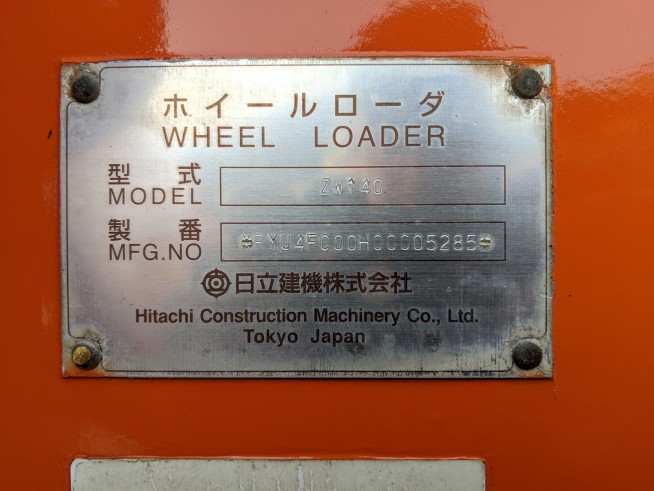 ホイールローダ
WHEEL LOADER
型式
MODEL ZW140
製番
MFG.NO *RYU4FC00HCCC05285*
日立建機株式会社
Hitachi Construction Machinery Co., Ltd.
Tokyo Japan